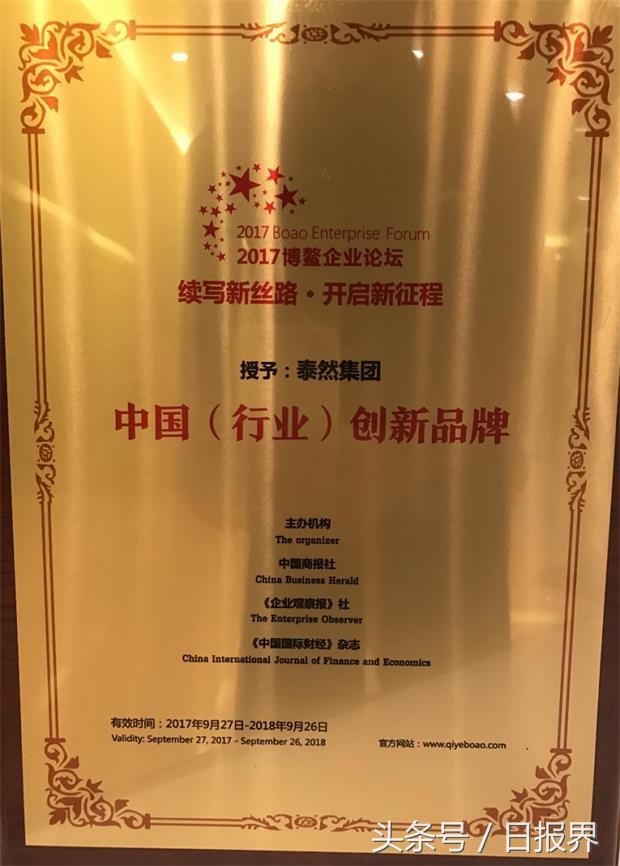 2017 Boao Enterprise Forum
2017博鳌企业论坛
续写新丝路·开启新征程
授予：泰然集团
中国（行业）创新品牌
主办机构
The organizer
中国商报社
China Business Herald
《企业观察报》社
The Enterprise Observer
《中国国际财经》杂志
China International Journal of Finance and Economics
有效时间：2017年9月27日-2018年9月26日
Validity: September 27, 2017 - September 26, 2018
官方网站：www.qiyeboao.com
头条号 / 日报界